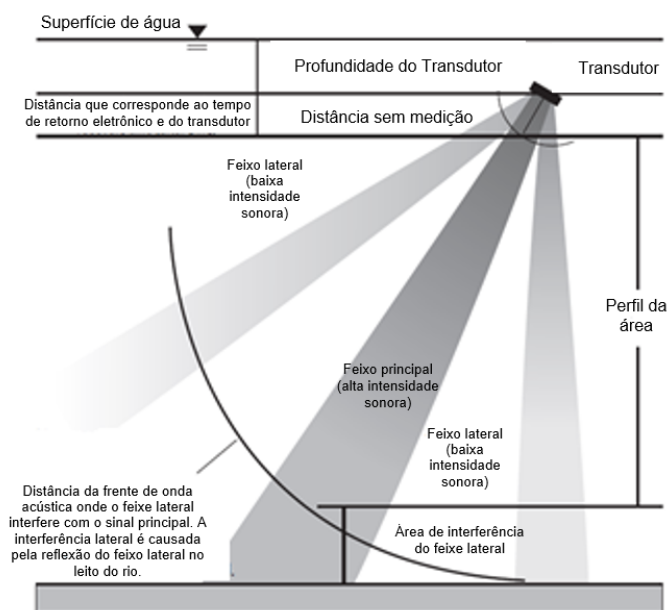 Superfície de água
Profundidade do Transdutor
Transdutor
Distância que corresponde ao tempo
de retorno eletrônico e do transdutor
Distância sem medição
Feixo lateral
(baixa
intensidade
sonora)
Perfil da
área
Feixo principal
(alta intensidade
sonora)
Feixo lateral
(baixa
intensidade
sonora)
Distância da frente de onda
acústica onde o feixe lateral
interfere com o sinal principal. A
interferência lateral é causada
pela reflexão do feixo lateral no
leito do rio.
Àrea de interferência
do feixe lateral